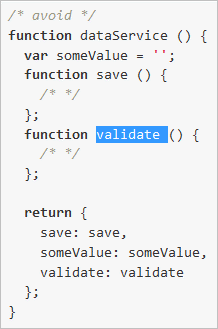 /* avoid */
function dataService () {
  var someValue = '';
  function save () {
    /* */
  };
  function validate () {
    /* */
  };

  return {
    save: save,
    someValue: someValue,
    validate: validate
  };
}